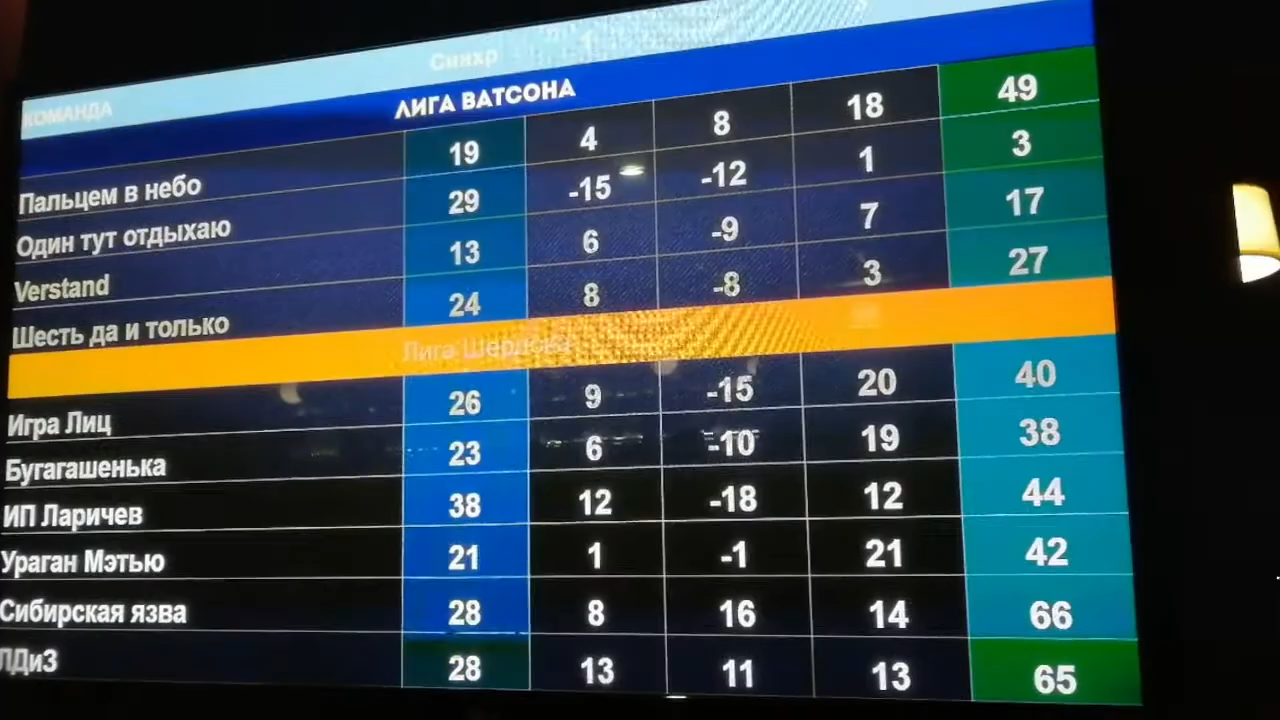 КОМАНДА Синхр 1
ЛИГА ВАТСОНА
Пальцем в небо 19 4 8 18 49
Один тут отдыхаю 29 -15 -12 1 3
Verstand 13 6 -9 7 17
Шесть да и только 24 8 -8 3 27
Лига Шерлока
Игра Лиц 26 9 -15 20 40
Бугагашенька 23 6 -10 19 38
ИП Ларичев 38 12 -18 12 44
Ураган Мэтью 21 1 -1 21 42
Сибирская язва 28 8 16 14 66
ЛДиЗ 28 13 11 13 65